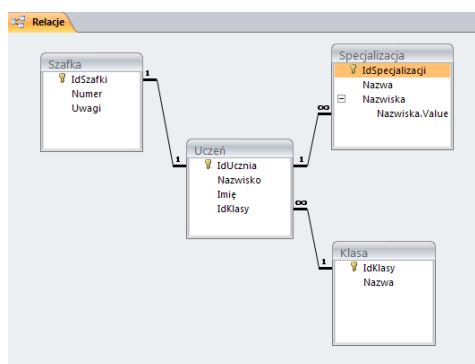 Relacje
Szafka
IdSzafki
Numer
Uwagi
1
1
Uczeń
IdUcznia
Nazwisko
Imię
IdKlasy
1
∞
Specjalizacja
IdSpecjalizacji
Nazwa
Nazwiska
Nazwiska.Value
∞
Klasa
IdKlasy
Nazwa
1